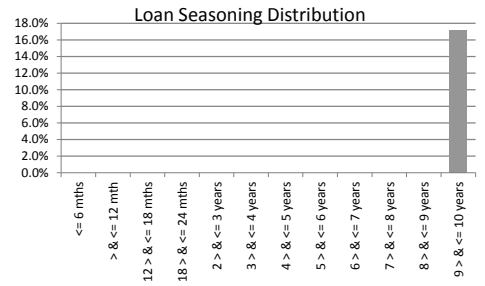 Loan Seasoning Distribution
18.0%
16.0%
14.0%
12.0%
10.0%
8.0%
6.0%
4.0%
2.0%
0.0%
<= 6 mths
> & <= 12 mth
12 > & <= 18 mths
18 > & <= 24 mths
2 > & <= 3 years
3 > & <= 4 years
4 > & <= 5 years
5 > & <= 6 years
6 > & <= 7 years
7 > & <= 8 years
8 > & <= 9 years
9 > & <= 10 years